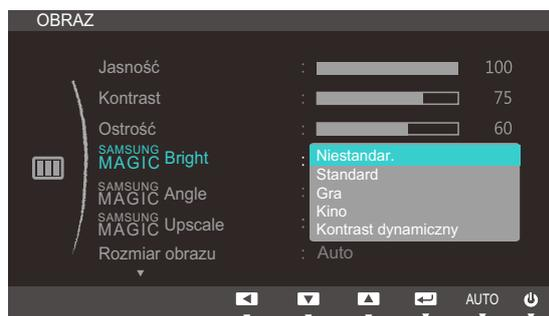 OBRAZ
Jasność : 100
Kontrast : 75
Ostrość : 60
SAMSUNG MAGIC Bright : Niestandar.
Standard
SAMSUNG MAGIC Angle : Gra
Kino
SAMSUNG MAGIC Upscale : Kontrast dynamiczny
Rozmiar obrazu : Auto
AUTO